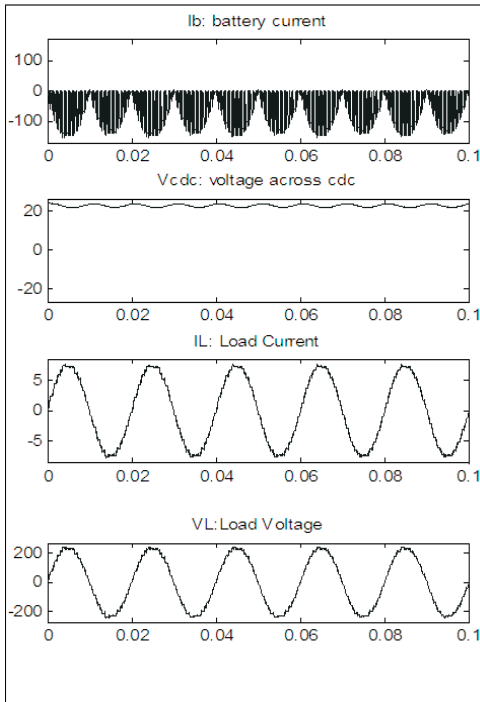 Ib: battery current
100
0
-100
0 0.02 0.04 0.06 0.08 0.1
Vcdc: voltage across cdc
20
0
-20
0 0.02 0.04 0.06 0.08 0.1
IL: Load Current
5
0
-5
0 0.02 0.04 0.06 0.08 0.1
VL:Load Voltage
200
0
-200
0 0.02 0.04 0.06 0.08 0.1